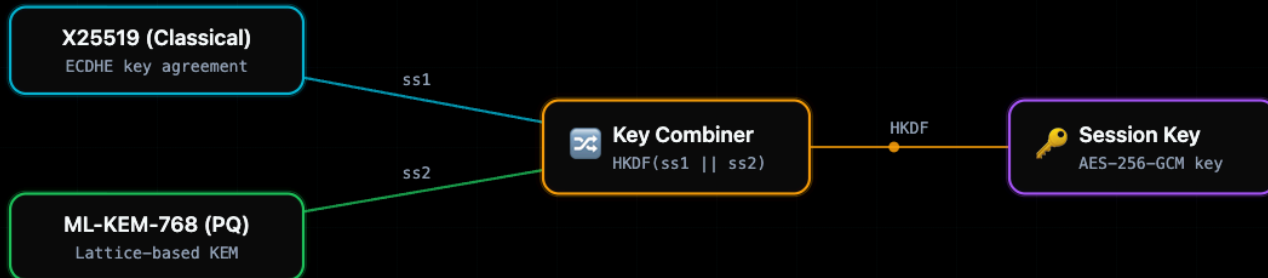 X25519 (Classical)
ECDHE key agreement
ss1
Key Combiner
HKDF(ss1 || ss2)
HKDF
Session Key
AES-256-GCM key
ss2
ML-KEM-768 (PQ)
Lattice-based KEM